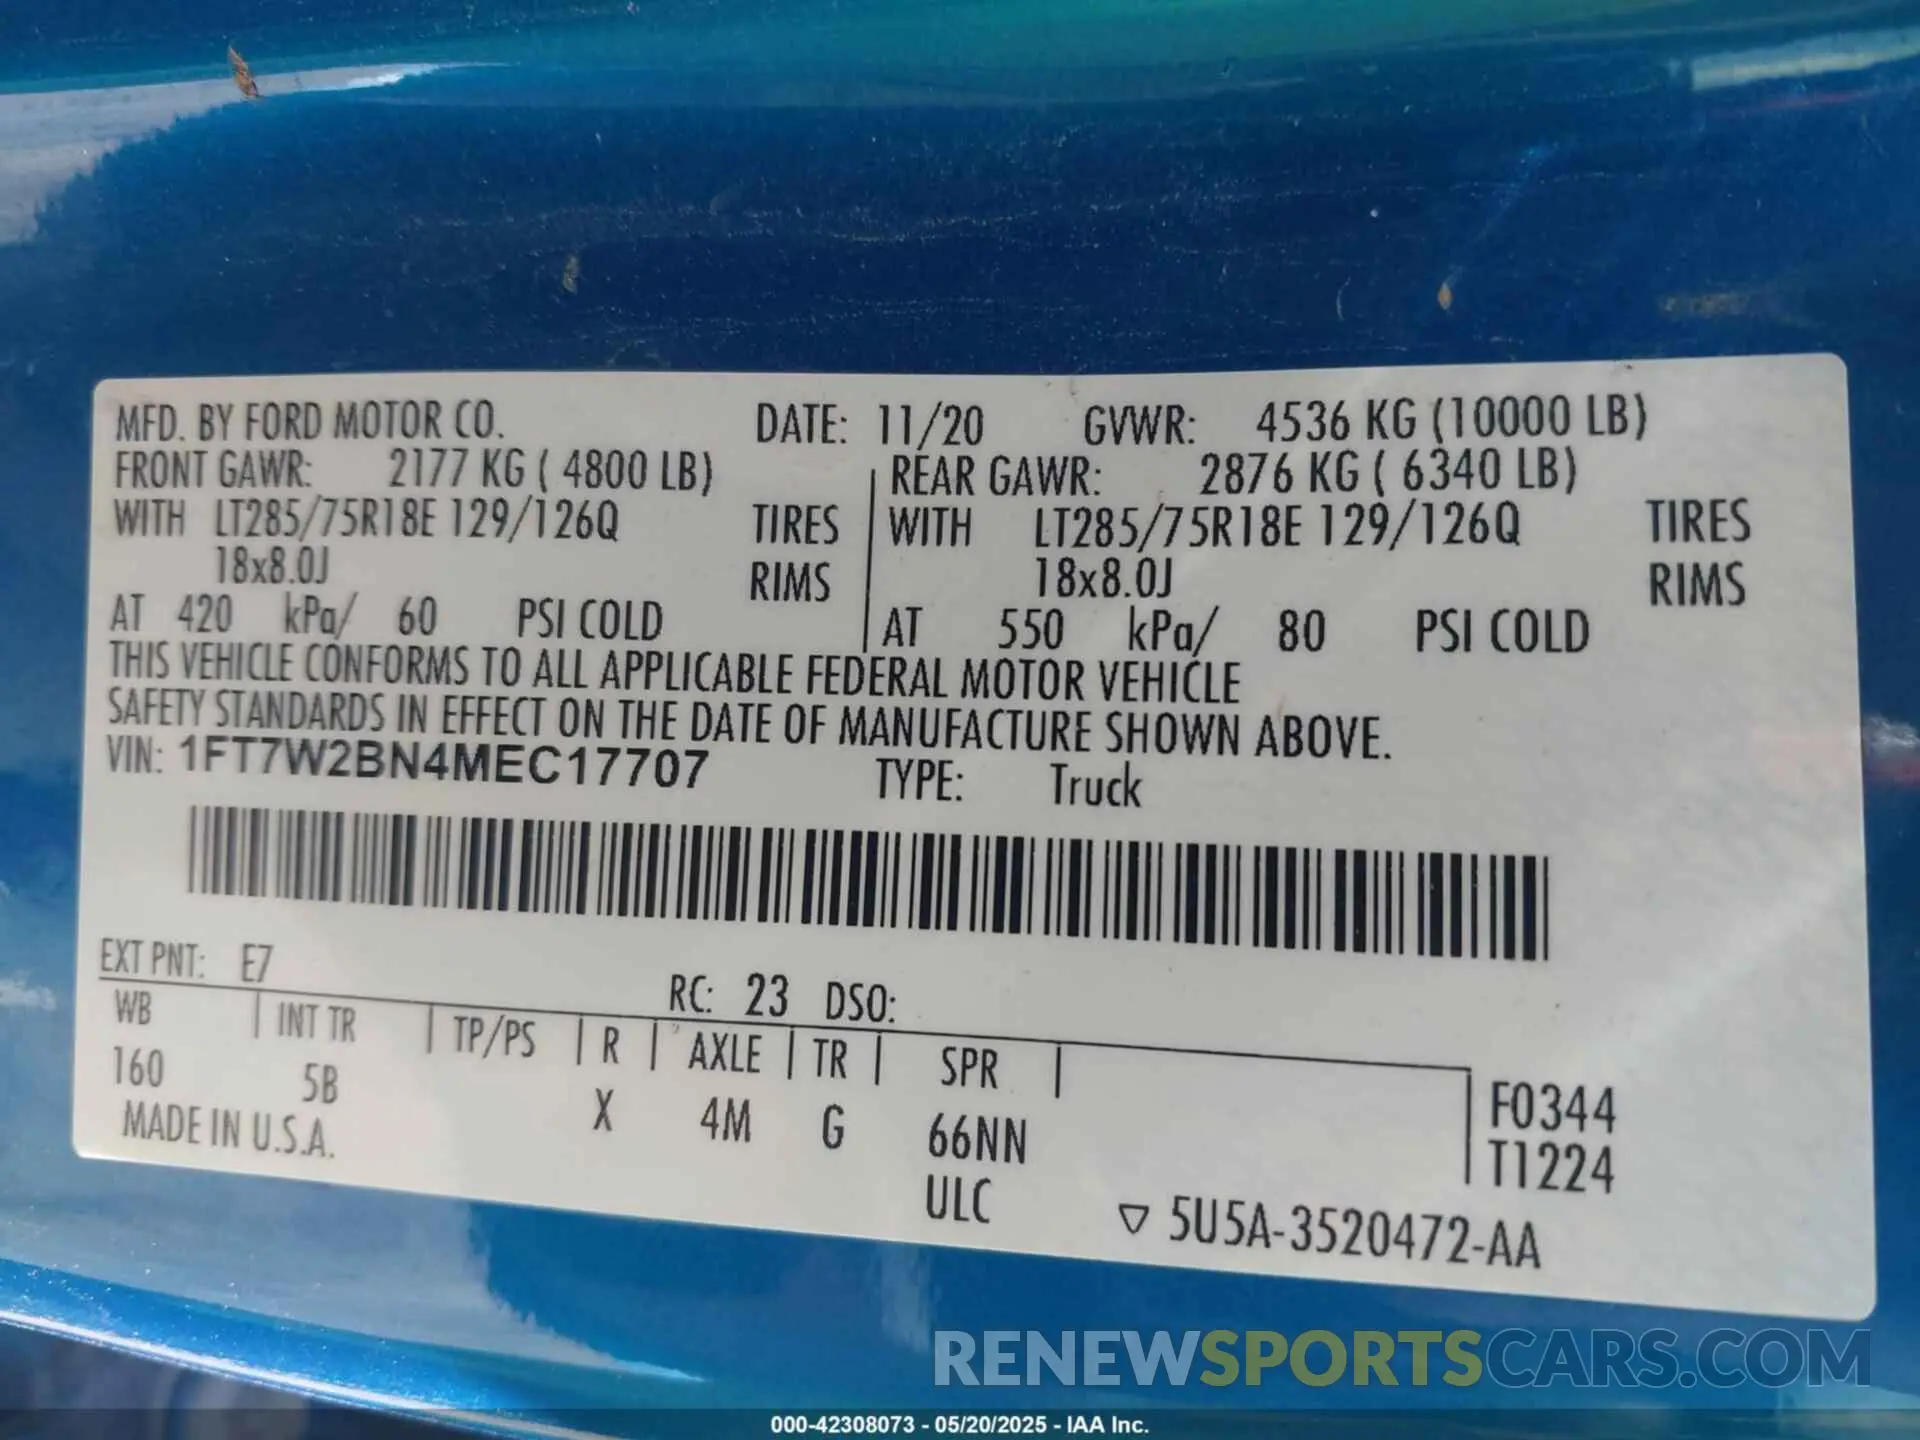 MFD. BY FORD MOTOR CO. DATE: 11/20 GVWR: 4536 KG (10000 LB)
FRONT GAWR: 2177 KG ( 4800 LB) REAR GAWR: 2876 KG ( 6340 LB)
WITH LT285/75R18E 129/126Q TIRES WITH LT285/75R18E 129/126Q TIRES
18x8.0J RIMS 18x8.0J RIMS
AT 420 kPa/ 60 PSI COLD AT 550 kPa/ 80 PSI COLD
THIS VEHICLE CONFORMS TO ALL APPLICABLE FEDERAL MOTOR VEHICLE
SAFETY STANDARDS IN EFFECT ON THE DATE OF MANUFACTURE SHOWN ABOVE.
VIN: 1FT7W2BN4MEC17707 TYPE: Truck
EXT PNT: E7 RC: 23 DSO:
WB INT TR TP/PS R AXLE TR SPR
160 5B X 4M G 66NN F0344
MADE IN U.S.A. ULC T1224
▽ 5U5A-3520472-AA
RENEWSPORTSCARS.COM
000-42308073 - 05/20/2025 - IAA Inc.